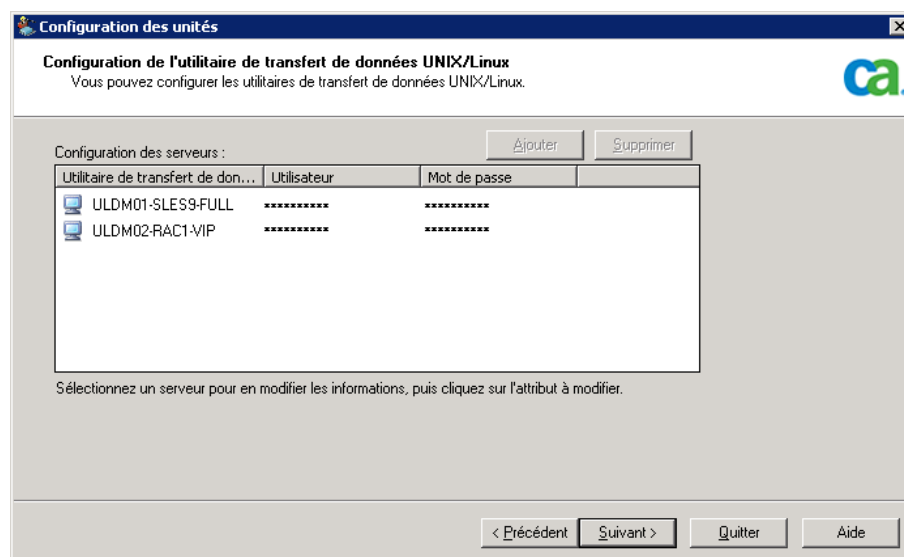 Configuration des unités
Configuration de l'utilitaire de transfert de données UNIX/Linux
Vous pouvez configurer les utilitaires de transfert de données UNIX/Linux.
ca.
Ajouter Supprimer
Configuration des serveurs :
Utilitaire de transfert de don... Utilisateur Mot de passe
ULDM01-SLES9-FULL ********** **********
ULDM02-RAC1-VIP ********** **********
Sélectionnez un serveur pour en modifier les informations, puis cliquez sur l'attribut à modifier.
< Précédent Suivant > Quitter Aide